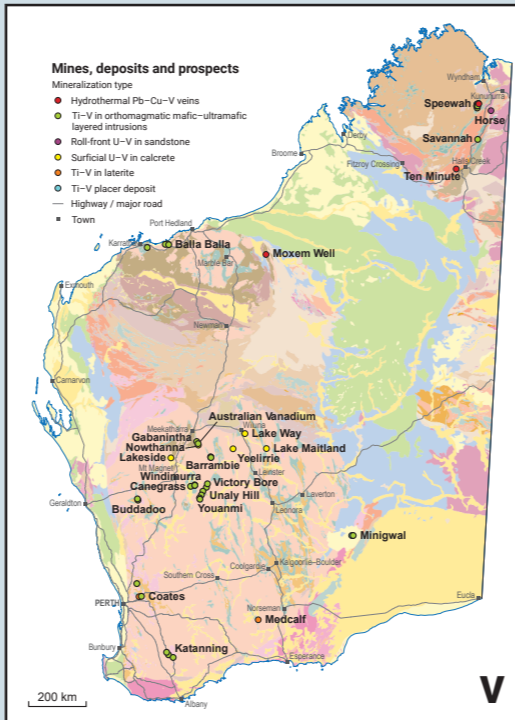 Mines, deposits and prospects
Mineralization type
Hydrothermal Pb–Cu–V veins
Ti–V in orthomagmatic mafic–ultramafic
layered intrusions
Roll-front U–V in sandstone
Surficial U–V in calcrete
Ti–V in laterite
Ti–V placer deposit
Highway / major road
Town
Wyndham
Kununurra
Speewah
Horse
Savannah
Derby
Broome
Fitzroy Crossing
Halls Creek
Ten Minute
Port Hedland
Karratha
Balla Balla
Marble Bar
Moxem Well
Exmouth
Newman
Carnarvon
Australian Vanadium
Meekatharra
Wiluna
Gabanintha
Lake Way
Nowthanna
Lakeside
Lake Maitland
Yeelirrie
Barrambie
Mt Magnet
Leinster
Windimurra
Canegrass
Victory Bore
Unaly Hill
Laverton
Youanmi
Leonora
Geraldton
Buddadoo
Minigwal
Kalgoorlie–Boulder
Coolgardie
Southern Cross
Coates
PERTH
Eucla
Norseman
Medcalf
Bunbury
Katanning
Esperance
Albany
200 km
V